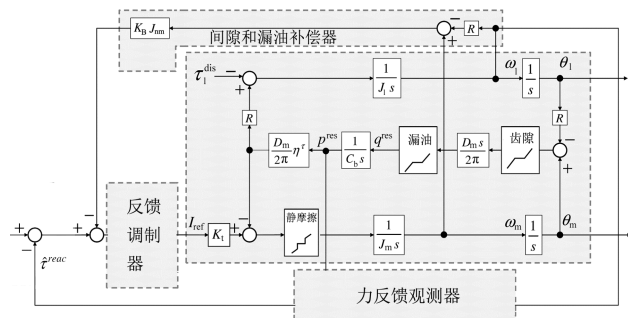 K_B J_nm
间隙和漏油补偿器
R
τ_l^dis
1/(J_l s)
ω_l
1/s
θ_l
R
R
D_m/2π η^τ
p^res
1/(C_b s)
q^res
漏油
D_m s/2π
齿隙
反馈
调制
器
I_ref
K_t
静摩擦
1/(J_m s)
ω_m
1/s
θ_m
τ̂^reac
力反馈观测器